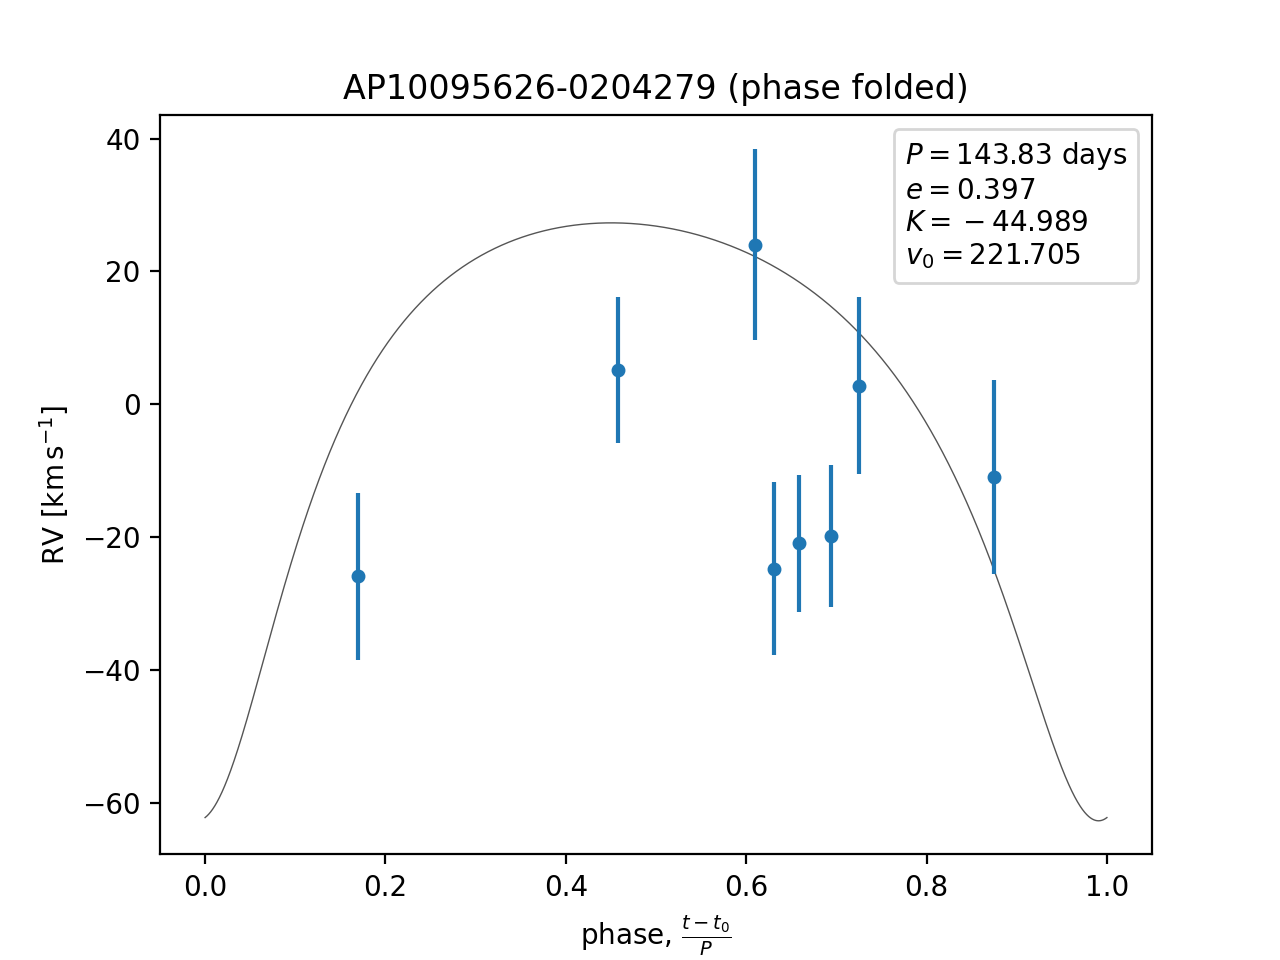 AP10095626-0204279 (phase folded)
P = 143.83 days
e = 0.397
K = −44.989
v₀ = 221.705
40
20
0
−20
−40
−60
RV [km s⁻¹]
0.0 0.2 0.4 0.6 0.8 1.0
phase, (t − t₀)/P